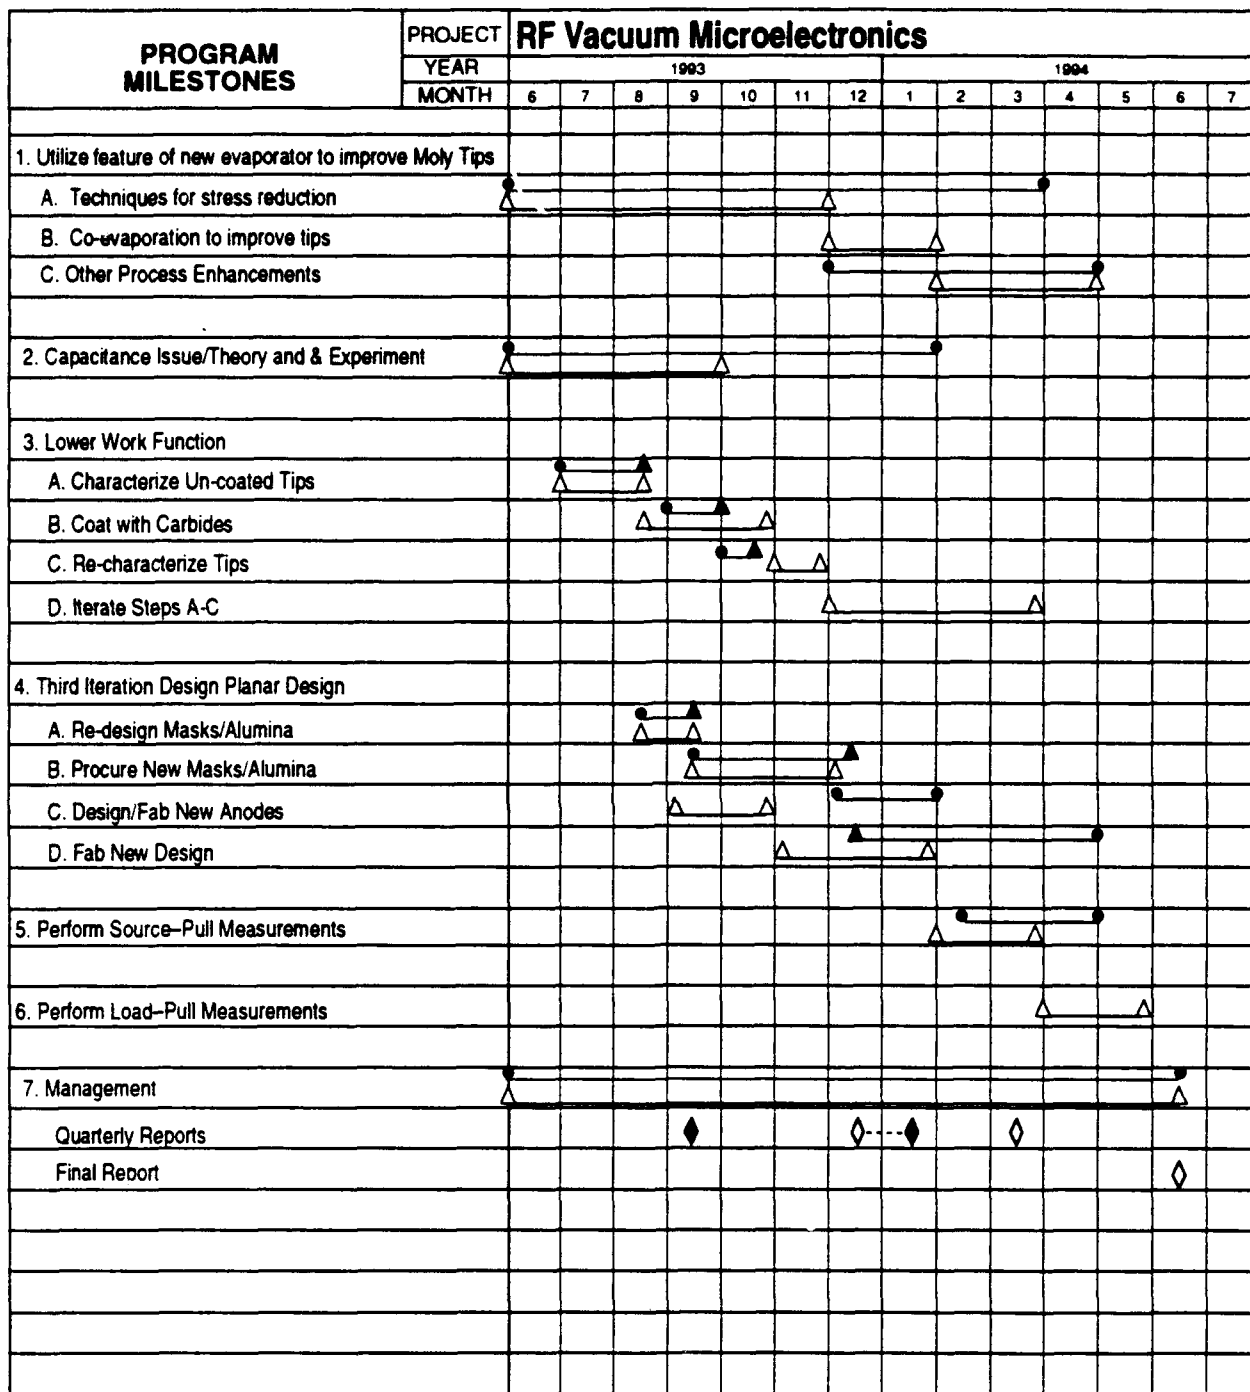 PROGRAM MILESTONES
PROJECT RF Vacuum Microelectronics
YEAR 1993 1994
MONTH 6 7 8 9 10 11 12 1 2 3 4 5 6 7
1. Utilize feature of new evaporator to improve Moly Tips
A. Techniques for stress reduction
B. Co-evaporation to improve tips
C. Other Process Enhancements
2. Capacitance Issue/Theory and & Experiment
3. Lower Work Function
A. Characterize Un-coated Tips
B. Coat with Carbides
C. Re-characterize Tips
D. Iterate Steps A-C
4. Third Iteration Design Planar Design
A. Re-design Masks/Alumina
B. Procure New Masks/Alumina
C. Design/Fab New Anodes
D. Fab New Design
5. Perform Source–Pull Measurements
6. Perform Load–Pull Measurements
7. Management
Quarterly Reports
Final Report